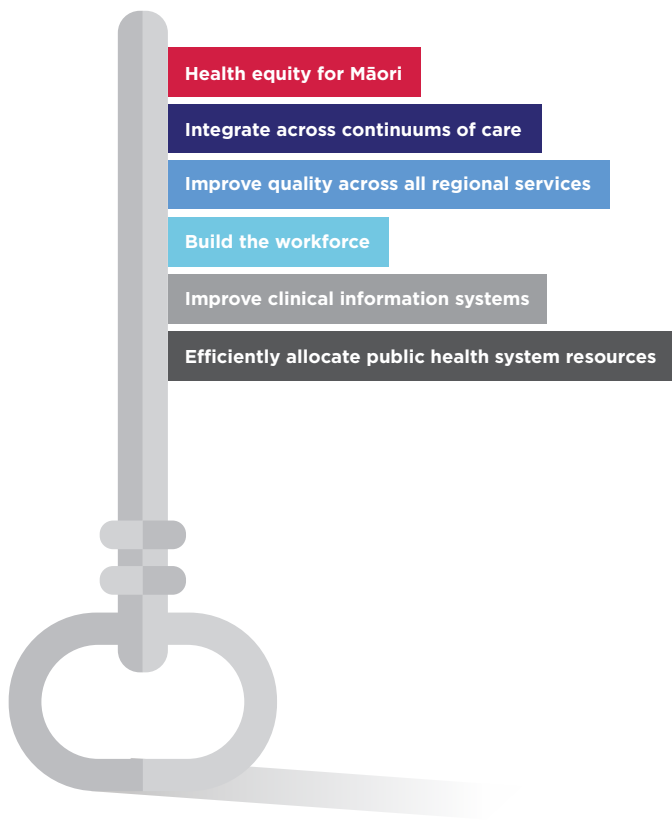 Health equity for Māori
Integrate across continuums of care
Improve quality across all regional services
Build the workforce
Improve clinical information systems
Efficiently allocate public health system resources